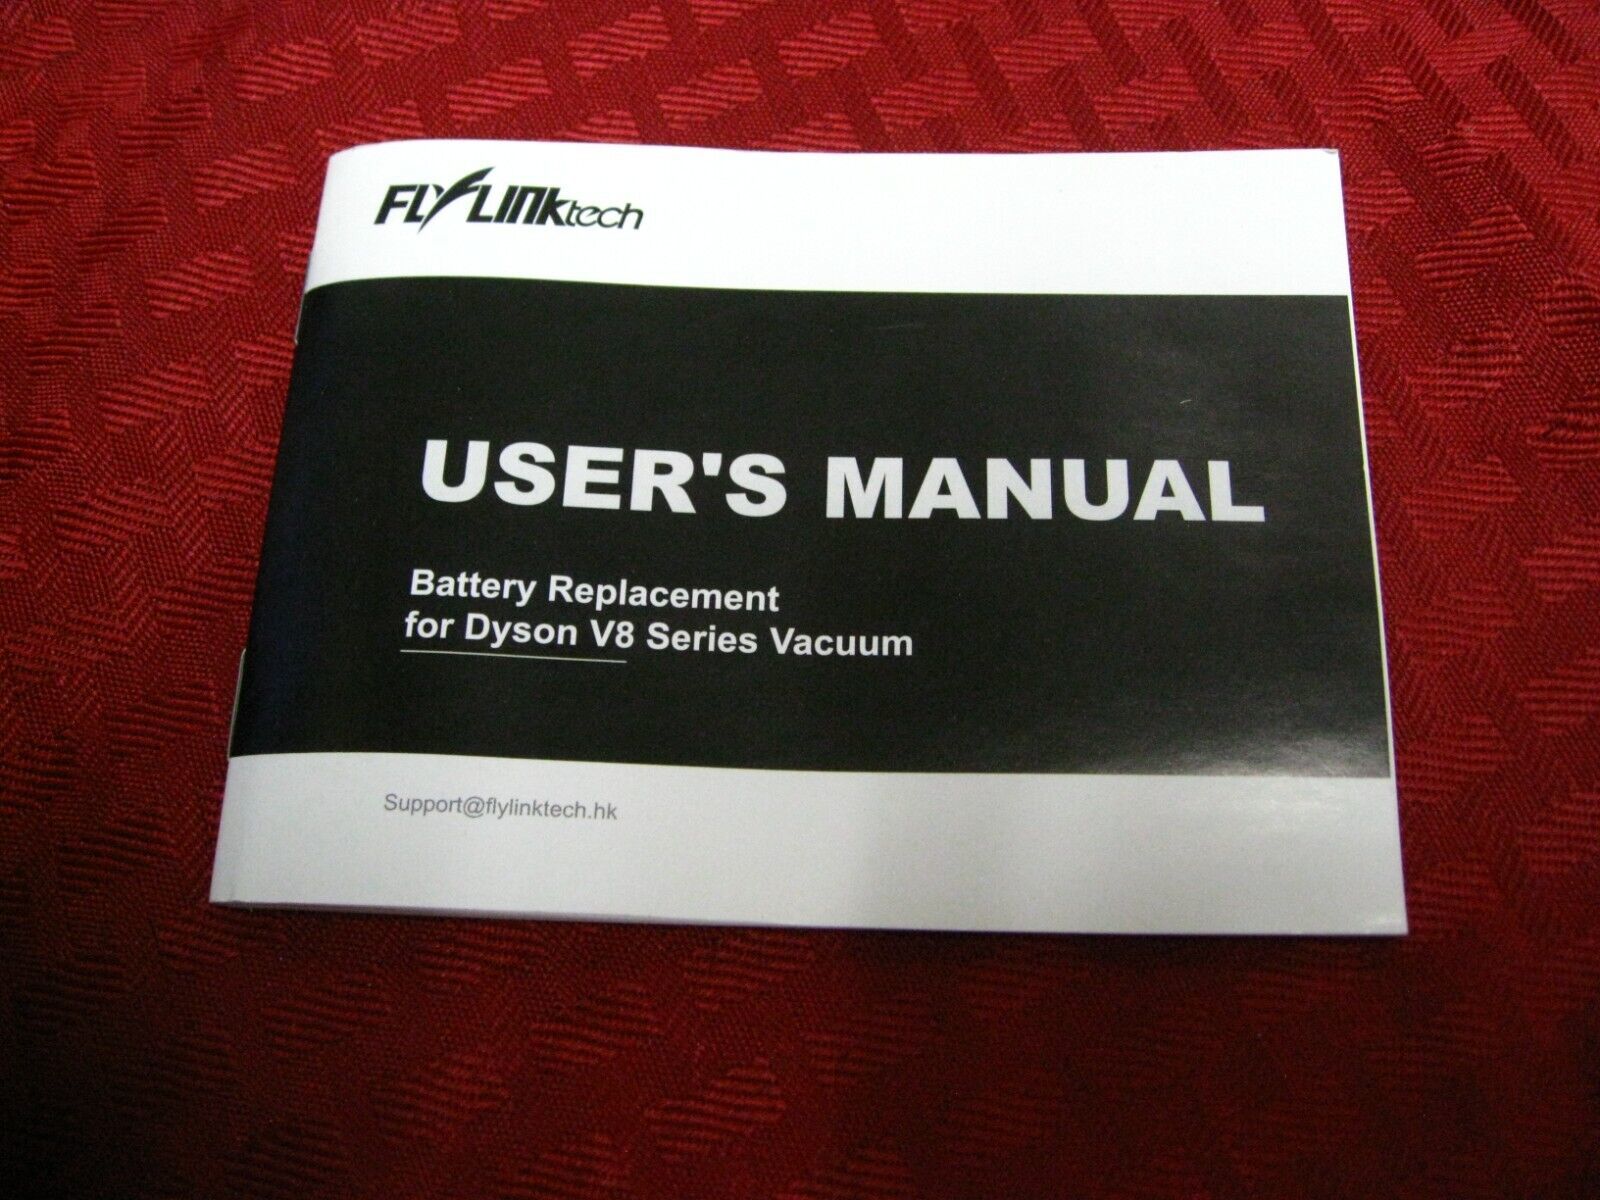 FLYLINKtech
USER'S MANUAL
Battery Replacement
for Dyson V8 Series Vacuum
Support@flylinktech.hk